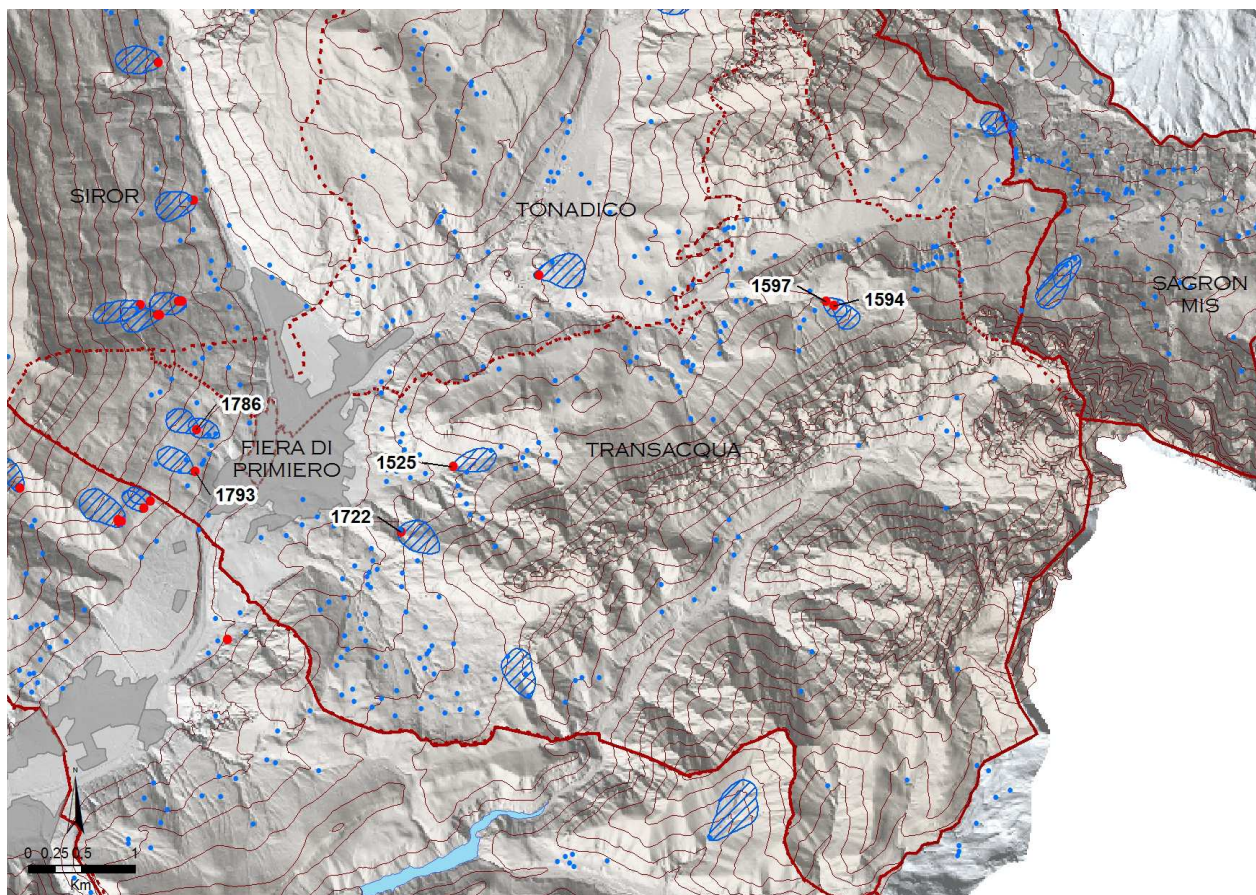 SIROR
TONADICO
SAGRON
MIS
1597
1594
1786
FIERA DI
PRIMIERO
TRANSACQUA
1525
1793
1722
N
0 0.25 0.5 1
Km